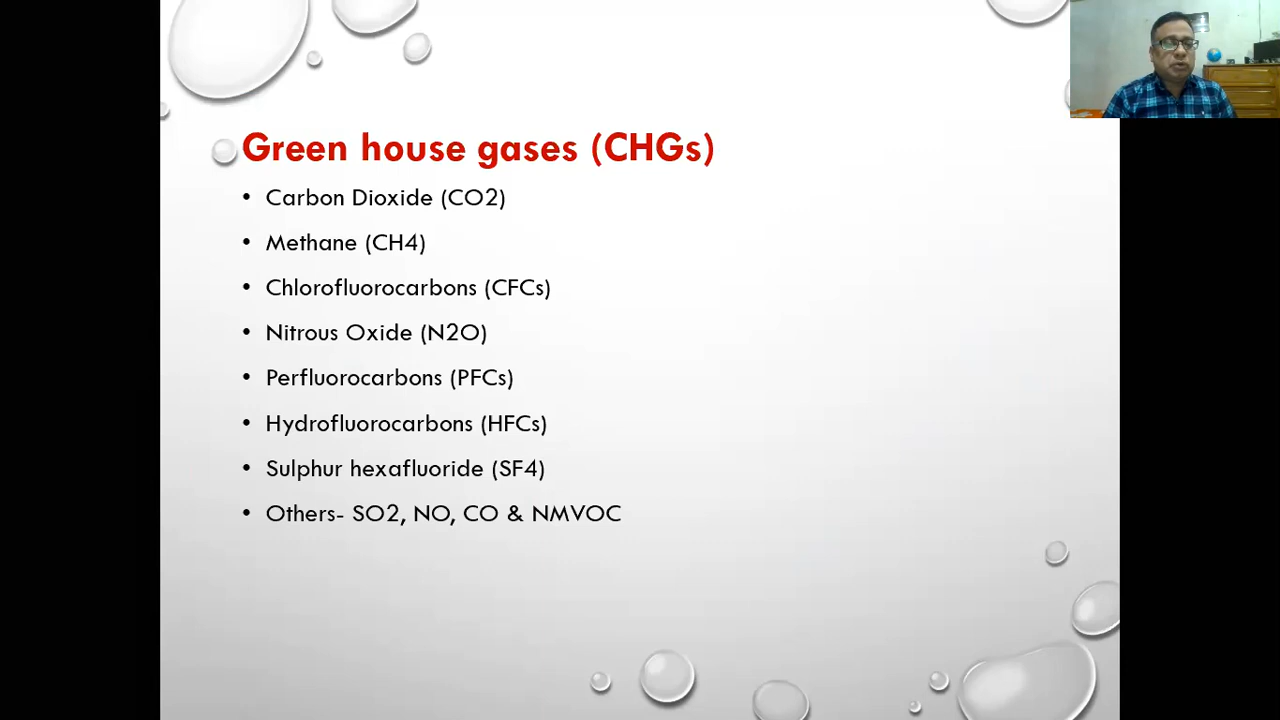 Green house gases (CHGs)
• Carbon Dioxide (CO2)
• Methane (CH4)
• Chlorofluorocarbons (CFCs)
• Nitrous Oxide (N2O)
• Perfluorocarbons (PFCs)
• Hydrofluorocarbons (HFCs)
• Sulphur hexafluoride (SF4)
• Others- SO2, NO, CO & NMVOC